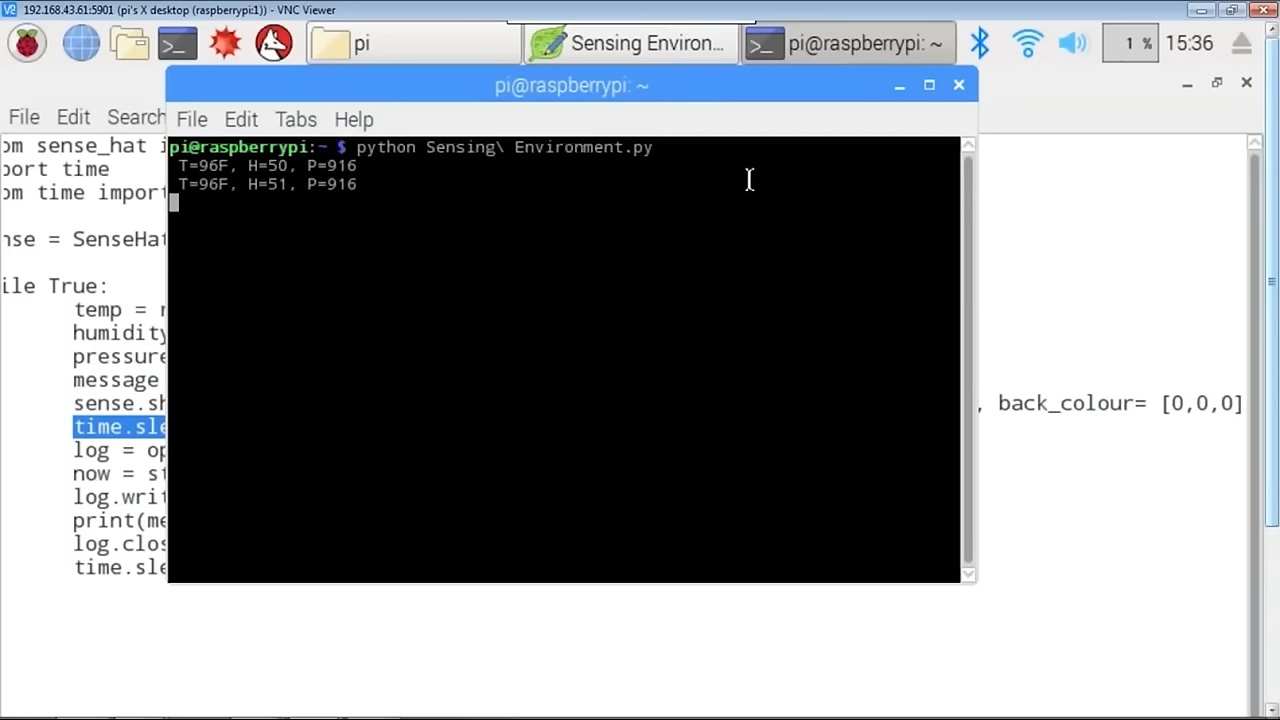 192.168.43.61:5901 (pi's X desktop (raspberrypi:1)) - VNC Viewer
pi
Sensing Environ...
pi@raspberrypi: ~
1 %
15:36
pi@raspberrypi: ~
File Edit Search
File Edit Tabs Help
om sense_hat i
port time
om time import
nse = SenseHat
ile True:
temp = r
humidity
pressure
message
sense.sh
, back_colour= [0,0,0]
time.sle
log = op
now = st
log.writ
print(me
log.clos
time.sle
pi@raspberrypi:~ $ python Sensing\ Environment.py
T=96F, H=50, P=916
T=96F, H=51, P=916